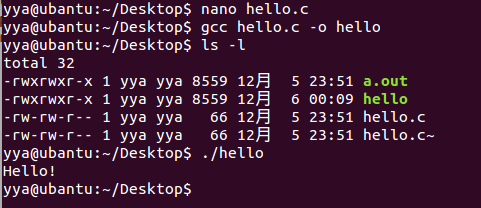 yya@ubantu:~/Desktop$ nano hello.c
yya@ubantu:~/Desktop$ gcc hello.c -o hello
yya@ubantu:~/Desktop$ ls -l
total 32
-rwxrwxr-x 1 yya yya 8559 12月  5 23:51 a.out
-rwxrwxr-x 1 yya yya 8559 12月  6 00:09 hello
-rw-rw-r-- 1 yya yya   66 12月  5 23:51 hello.c
-rw-rw-r-- 1 yya yya   66 12月  5 23:51 hello.c~
yya@ubantu:~/Desktop$ ./hello
Hello!
yya@ubantu:~/Desktop$